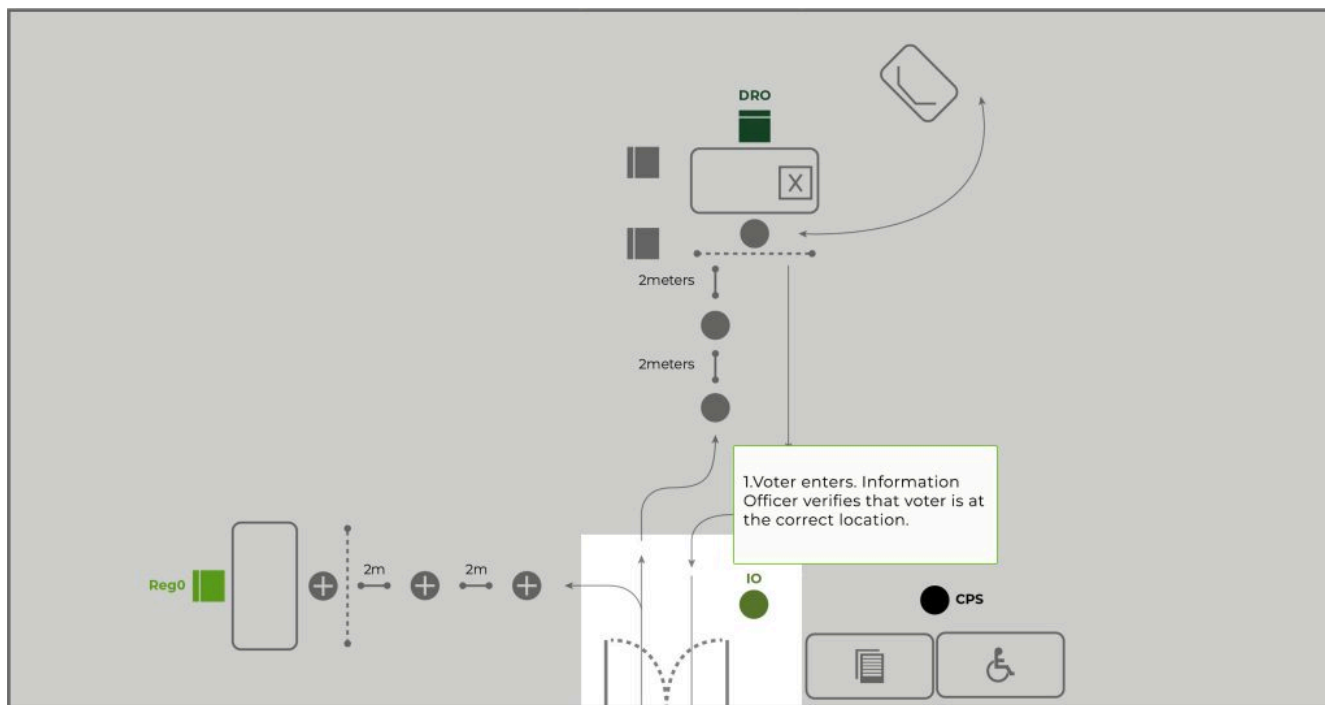 DRO
X
2meters
2meters
1.Voter enters. Information
Officer verifies that voter is at
the correct location.
2m
2m
Reg0
IO
CPS